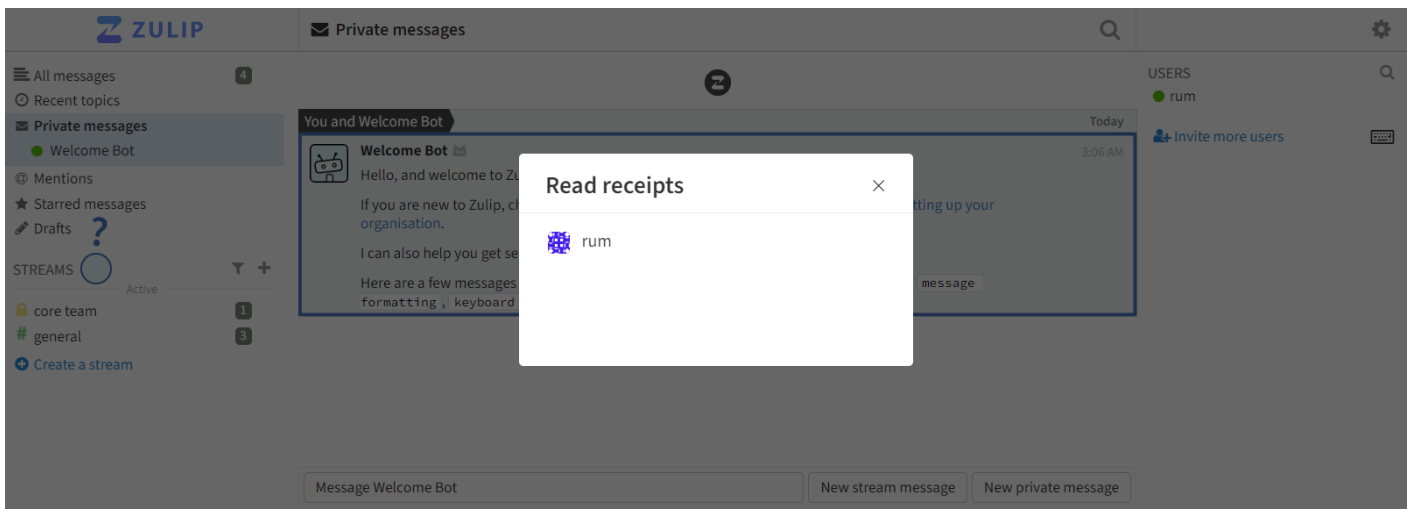 ZULIP
Private messages
All messages 4
Recent topics
Private messages
Welcome Bot
Mentions
Starred messages
Drafts
?
STREAMS
Active
core team 1
general 3
Create a stream
You and Welcome Bot Today
Welcome Bot 3:06 AM
Hello, and welcome to
If you are new to Zulip, tting up your
organisation.
I can also help you get se
Here are a few messages message
formatting , keyboard
Read receipts
rum
Message Welcome Bot New stream message New private message
USERS
rum
Invite more users